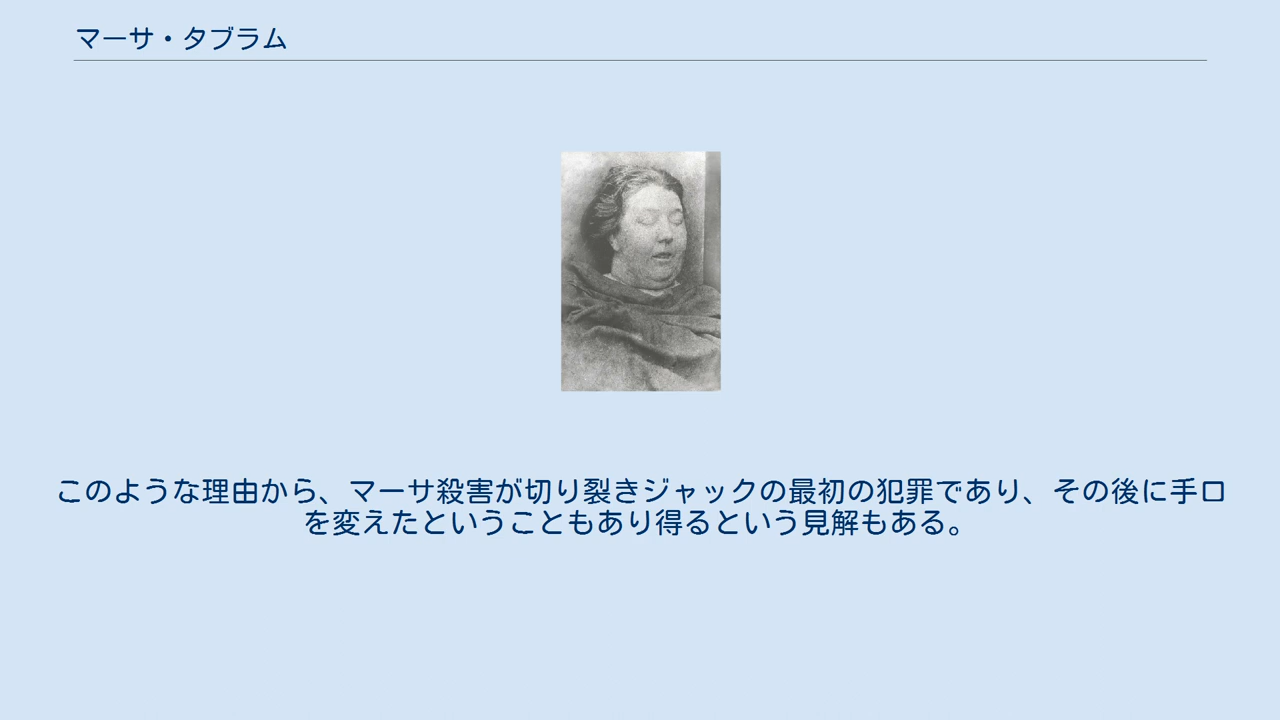 マーサ・タブラム
このような理由から、マーサ殺害が切り裂きジャックの最初の犯罪であり、その後に手口
を変えたということもあり得るという見解もある。